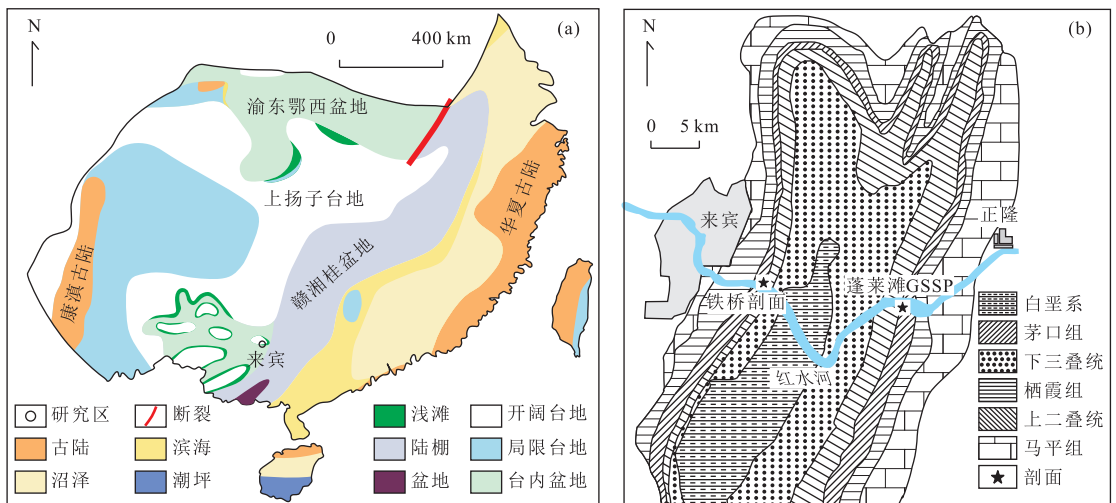 N
0 400 km
(a)
渝东鄂西盆地
上扬子台地
华夏古陆
康滇古陆
赣湘桂盆地
来宾
研究区
断裂
浅滩
开阔台地
古陆
滨海
陆棚
局限台地
沼泽
潮坪
盆地
台内盆地
N
(b)
0 5 km
来宾
正隆
铁桥剖面
蓬莱滩GSSP
红水河
白垩系
茅口组
下三叠统
栖霞组
上二叠统
马平组
剖面